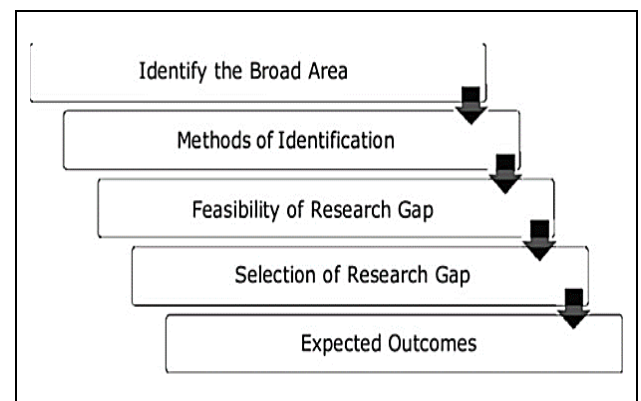 Identify the Broad Area
Methods of Identification
Feasibility of Research Gap
Selection of Research Gap
Expected Outcomes